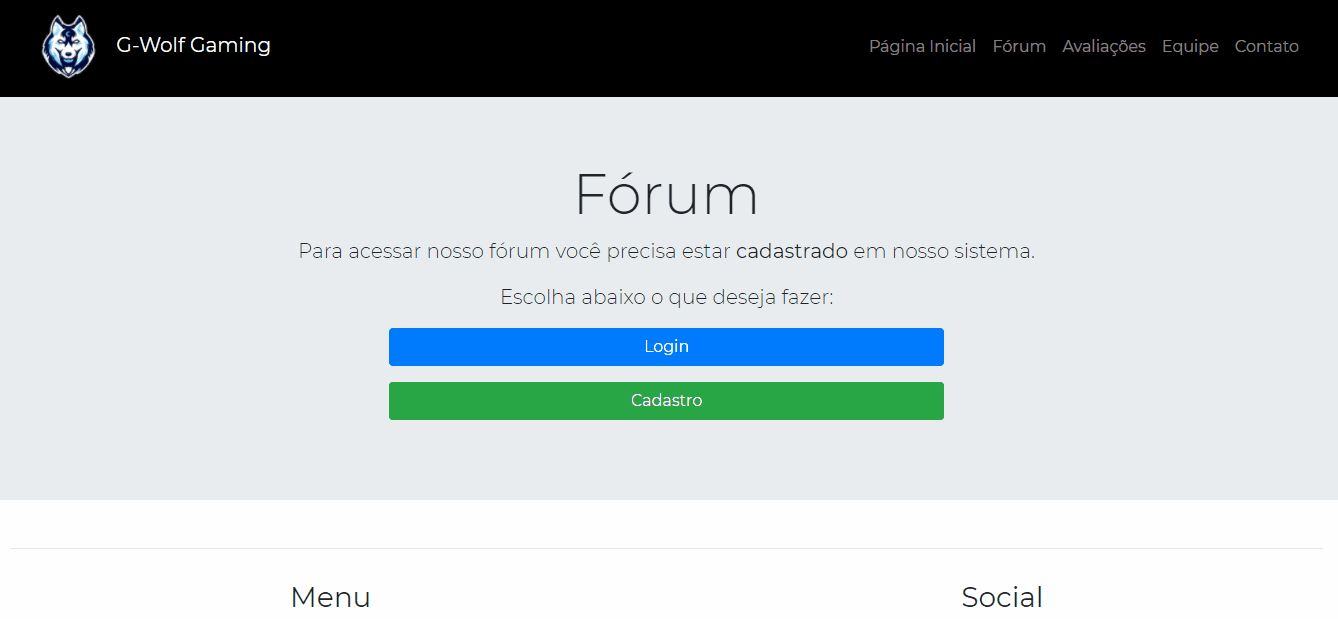 G-Wolf Gaming
Página Inicial Fórum Avaliações Equipe Contato
Fórum
Para acessar nosso fórum você precisa estar cadastrado em nosso sistema.
Escolha abaixo o que deseja fazer:
Login
Cadastro
Menu
Social